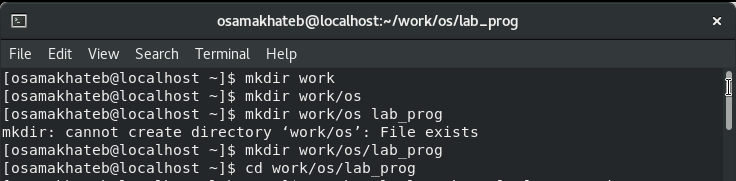 osamakhateb@localhost:~/work/os/lab_prog
File Edit View Search Terminal Help
[osamakhateb@localhost ~]$ mkdir work
[osamakhateb@localhost ~]$ mkdir work/os
[osamakhateb@localhost ~]$ mkdir work/os lab_prog
mkdir: cannot create directory ‘work/os’: File exists
[osamakhateb@localhost ~]$ mkdir work/os/lab_prog
[osamakhateb@localhost ~]$ cd work/os/lab_prog